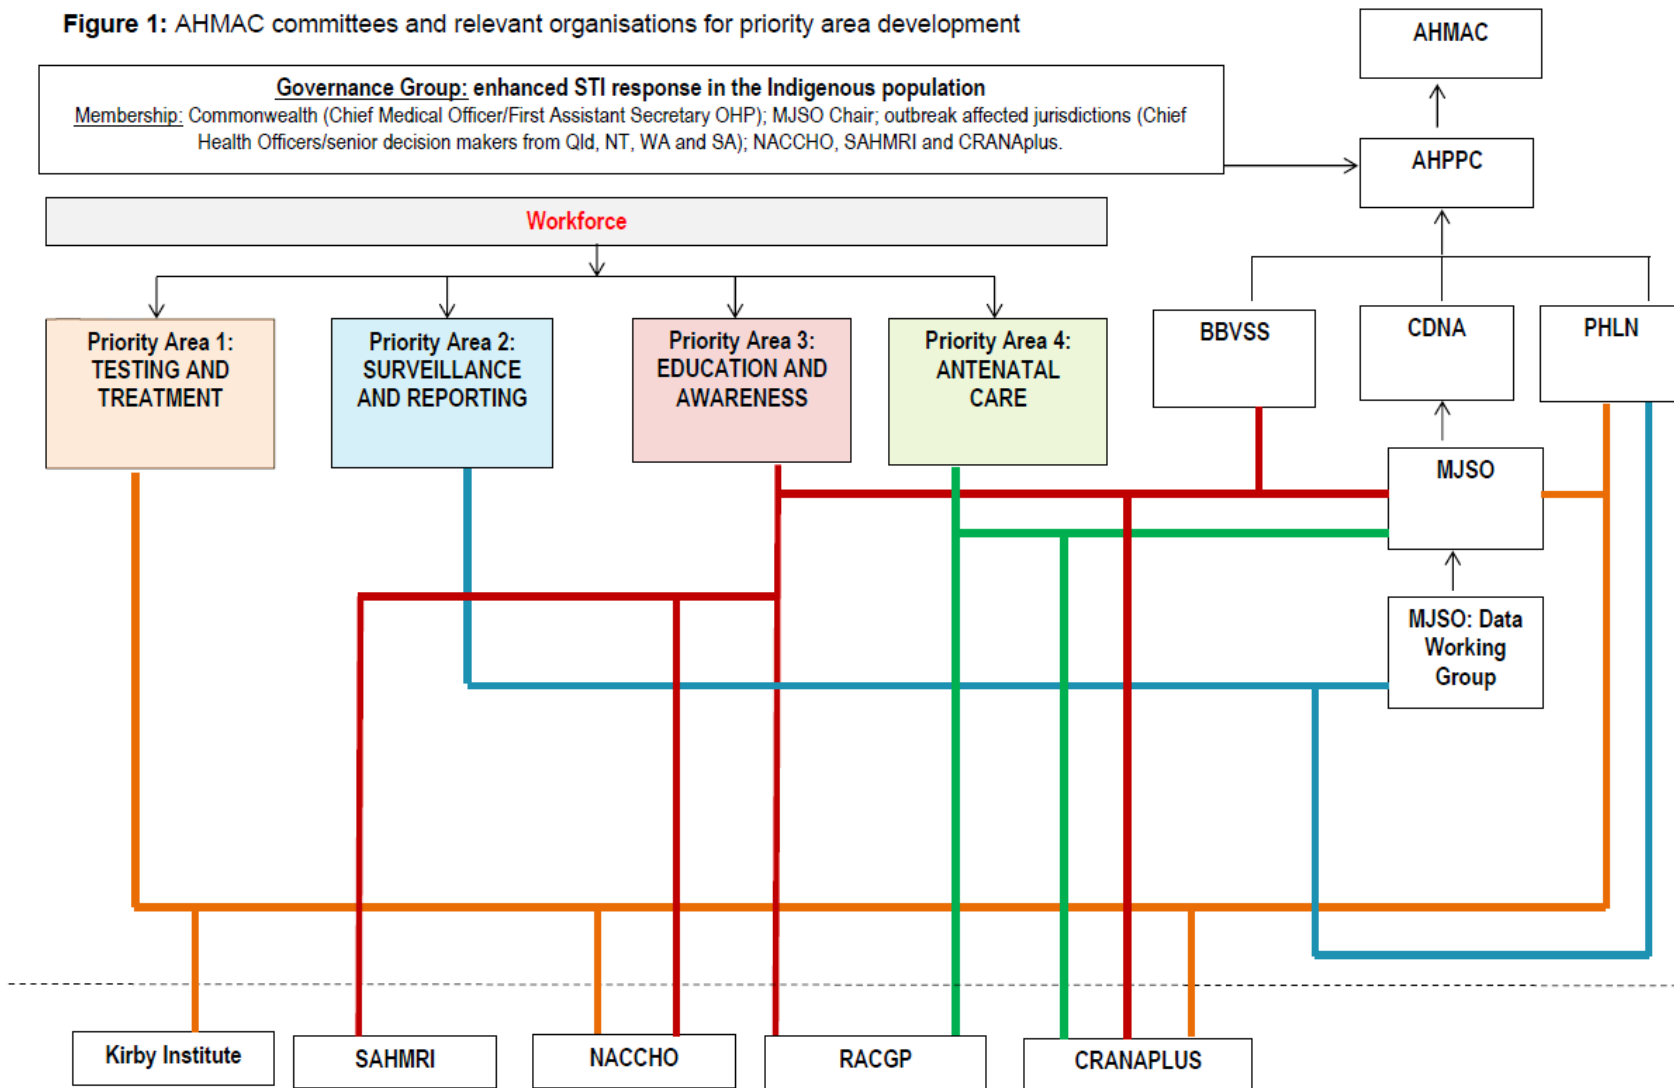 Figure 1: AHMAC committees and relevant organisations for priority area development
AHMAC
Governance Group: enhanced STI response in the Indigenous population
Membership: Commonwealth (Chief Medical Officer/First Assistant Secretary OHP); MJSO Chair; outbreak affected jurisdictions (Chief
Health Officers/senior decision makers from Qld, NT, WA and SA); NACCHO, SAHMRI and CRANAplus.
AHPPC
Workforce
Priority Area 1:
TESTING AND
TREATMENT
Priority Area 2:
SURVEILLANCE
AND REPORTING
Priority Area 3:
EDUCATION AND
AWARENESS
Priority Area 4:
ANTENATAL
CARE
BBVSS
CDNA
PHLN
MJSO
MJSO: Data
Working
Group
Kirby Institute
SAHMRI
NACCHO
RACGP
CRANAPLUS